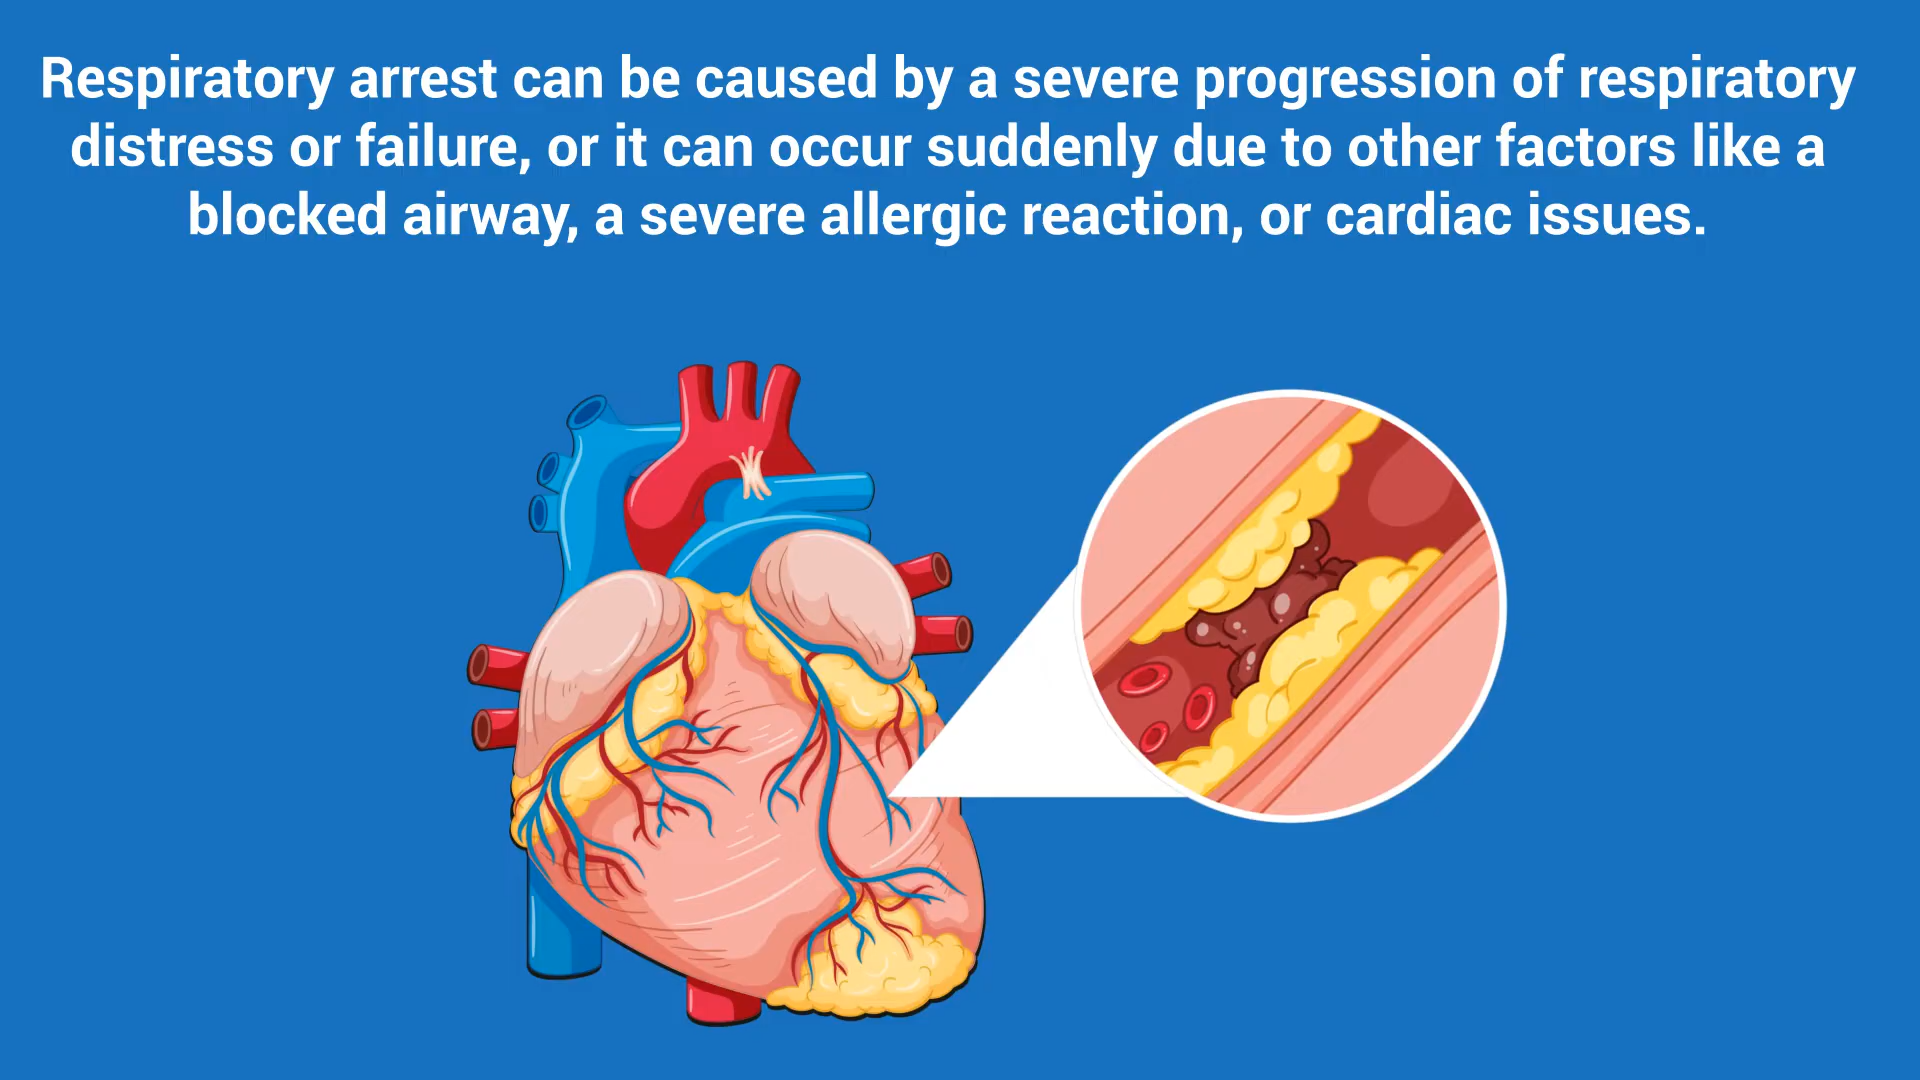 Respiratory arrest can be caused by a severe progression of respiratory
distress or failure, or it can occur suddenly due to other factors like a
blocked airway, a severe allergic reaction, or cardiac issues.